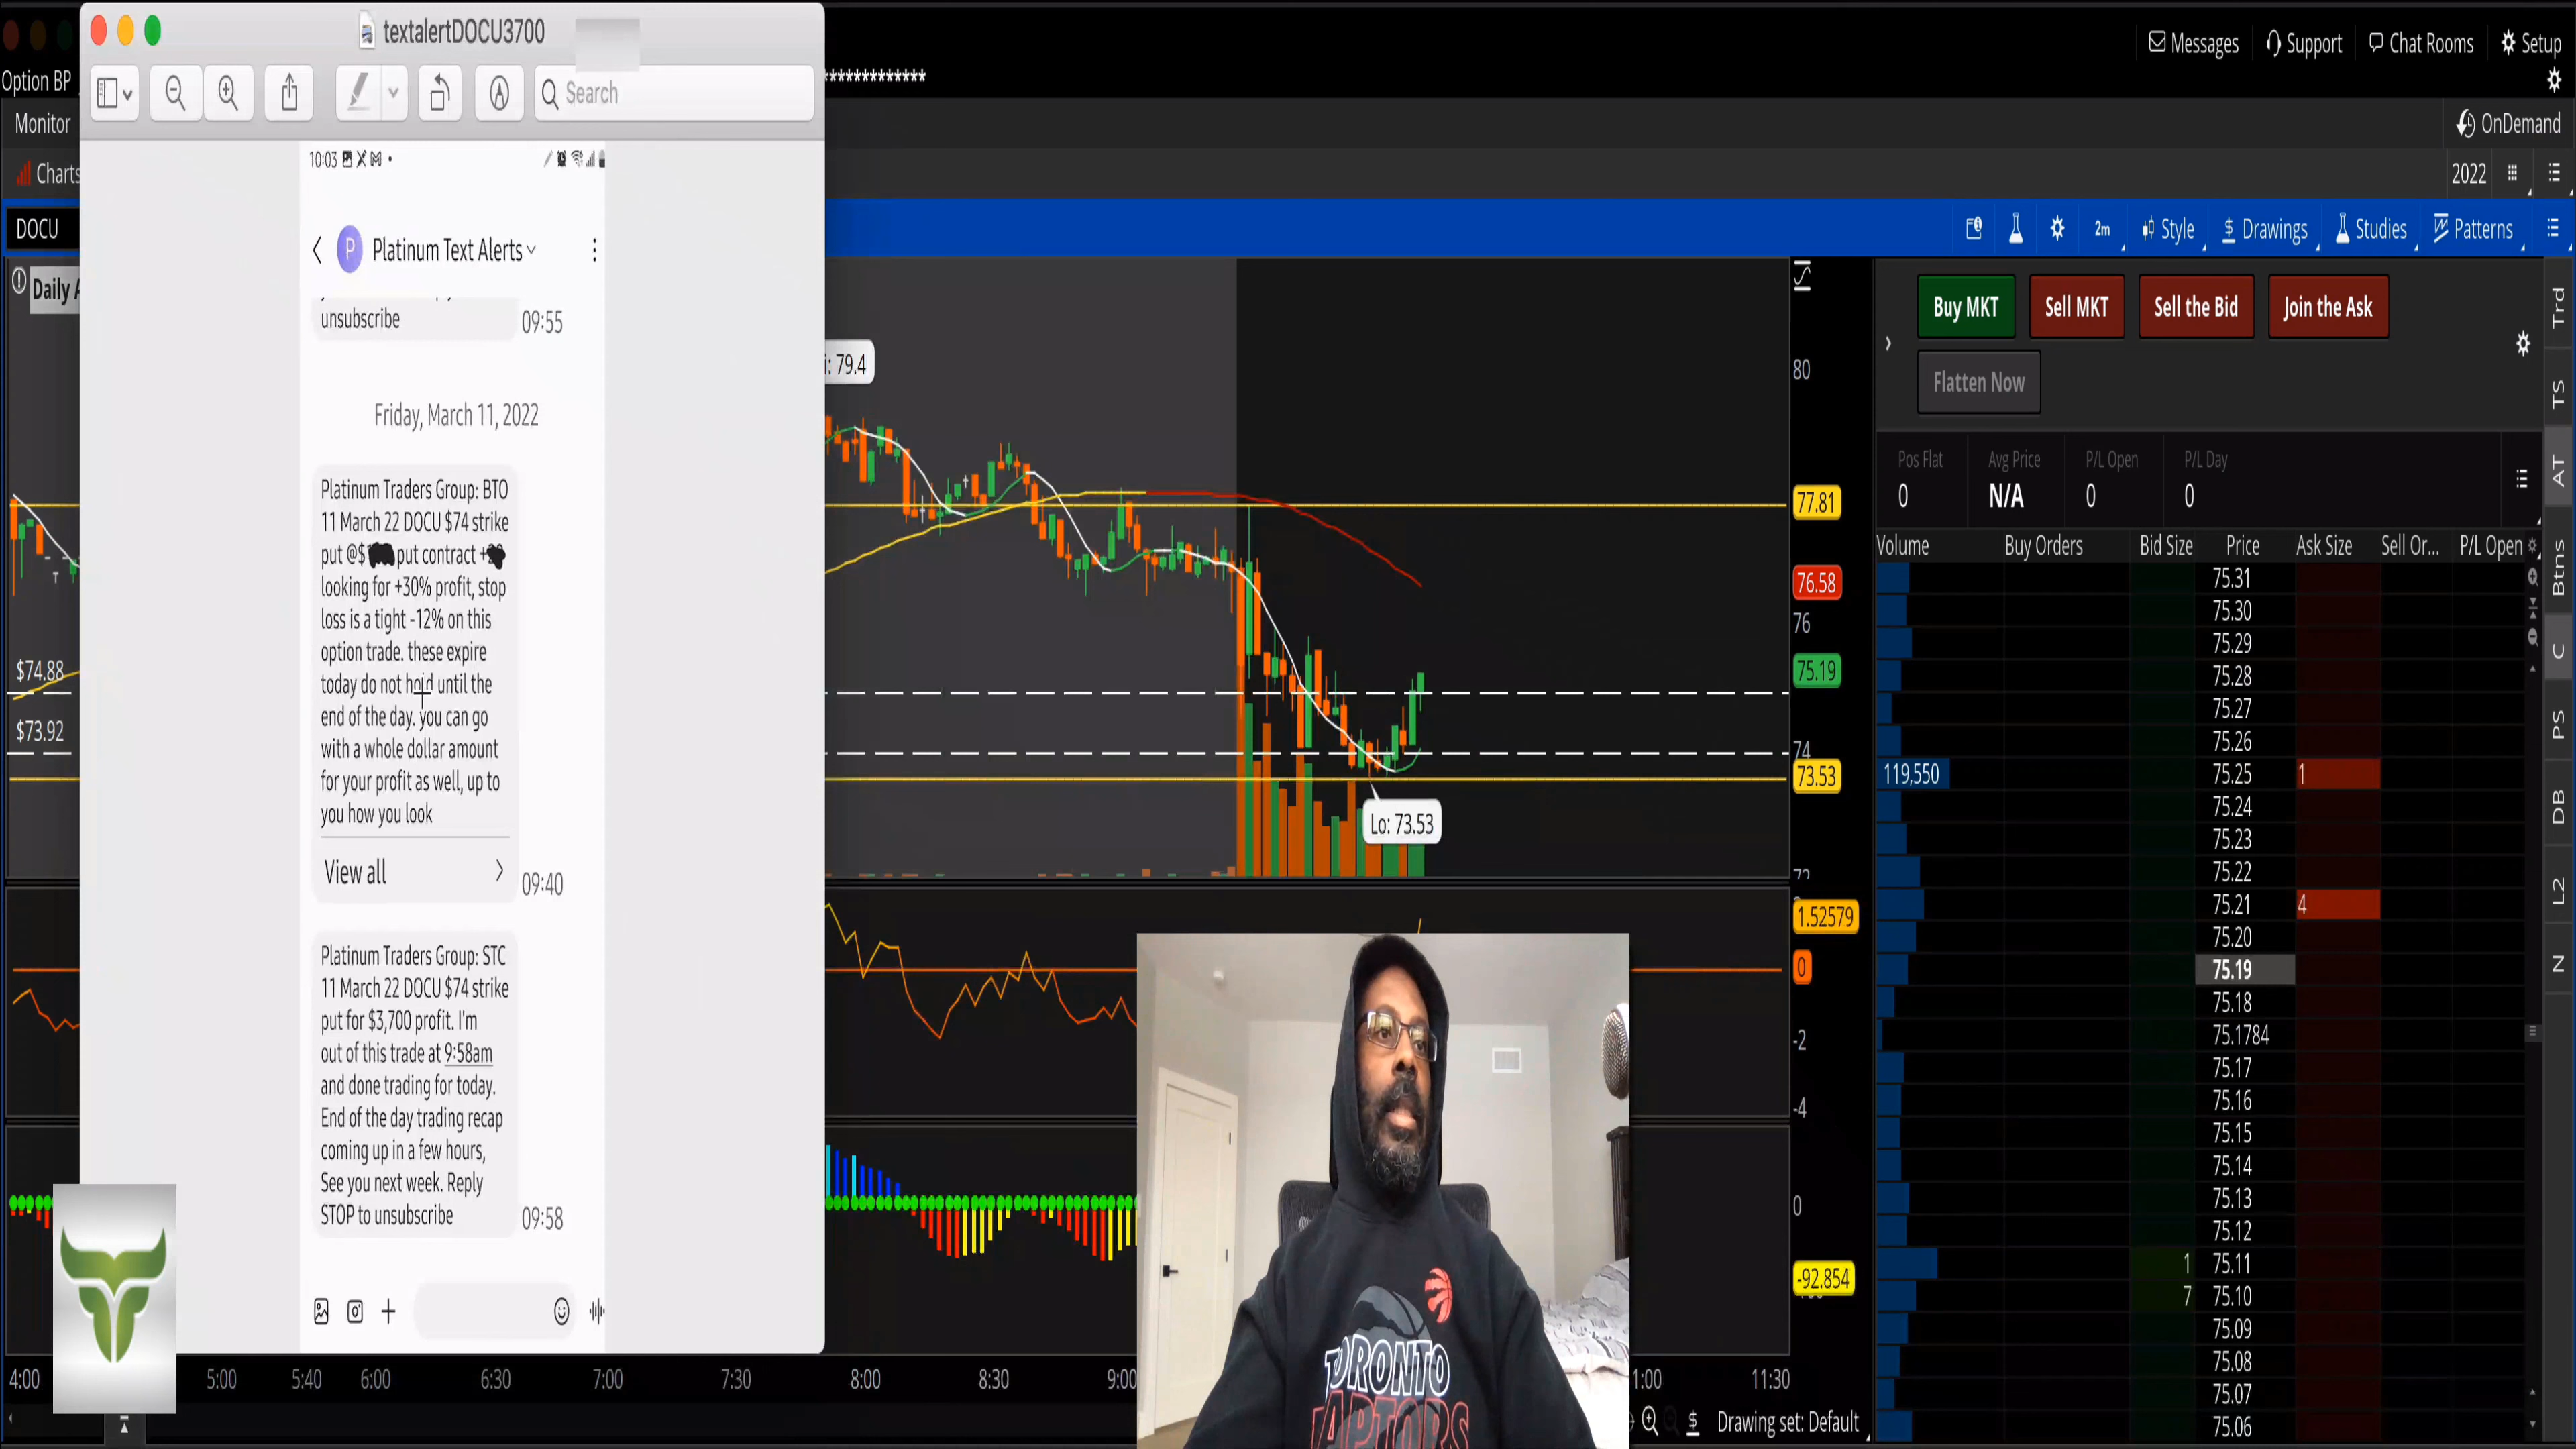 textalertDOCU3700
Search
*************
Messages
Support
Chat Rooms
Setup
Option BP
Monitor
OnDemand
Charts
2022
DOCU
2m
Style
Drawings
Studies
Patterns
Daily
10:03
P
Platinum Text Alerts
unsubscribe
09:55
Friday, March 11, 2022
Platinum Traders Group: BTO
11 March 22 DOCU $74 strike
put @$ put contract +
looking for +30% profit, stop
loss is a tight -12% on this
option trade. these expire
today do not hold until the
end of the day. you can go
with a whole dollar amount
for your profit as well, up to
you how you look
View all
09:40
Platinum Traders Group: STC
11 March 22 DOCU $74 strike
put for $3,700 profit. I'm
out of this trade at 9:58am
and done trading for today.
End of the day trading recap
coming up in a few hours,
See you next week. Reply
STOP to unsubscribe
09:58
$74.88
$73.92
: 79.4
Lo: 73.53
80
77.81
76.58
76
75.19
74
73.53
72
1.52579
0
-2
-4
0
-92.854
4:00
5:00
5:40
6:00
6:30
7:00
7:30
8:00
8:30
9:00
1:00
11:30
Drawing set: Default
TORONTO
RAPTORS
Buy MKT
Sell MKT
Sell the Bid
Join the Ask
Flatten Now
Pos Flat
Avg Price
P/L Open
P/L Day
0
N/A
0
0
Volume
Buy Orders
Bid Size
Price
Ask Size
Sell Or...
P/L Open
75.31
75.30
75.29
75.28
75.27
75.26
119,550 75.25 1
75.24
75.23
75.22
75.21 4
75.20
75.19
75.18
75.1784
75.17
75.16
75.15
75.14
75.13
75.12
1 75.11
7 75.10
75.09
75.08
75.07
75.06
Trd
TS
AT
Btns
C
PS
DB
L2
N